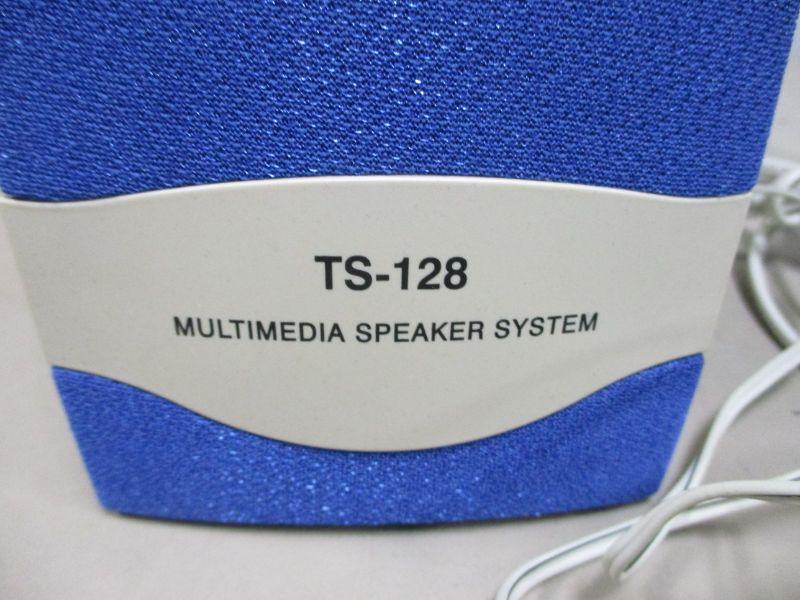 TS-128
MULTIMEDIA SPEAKER SYSTEM